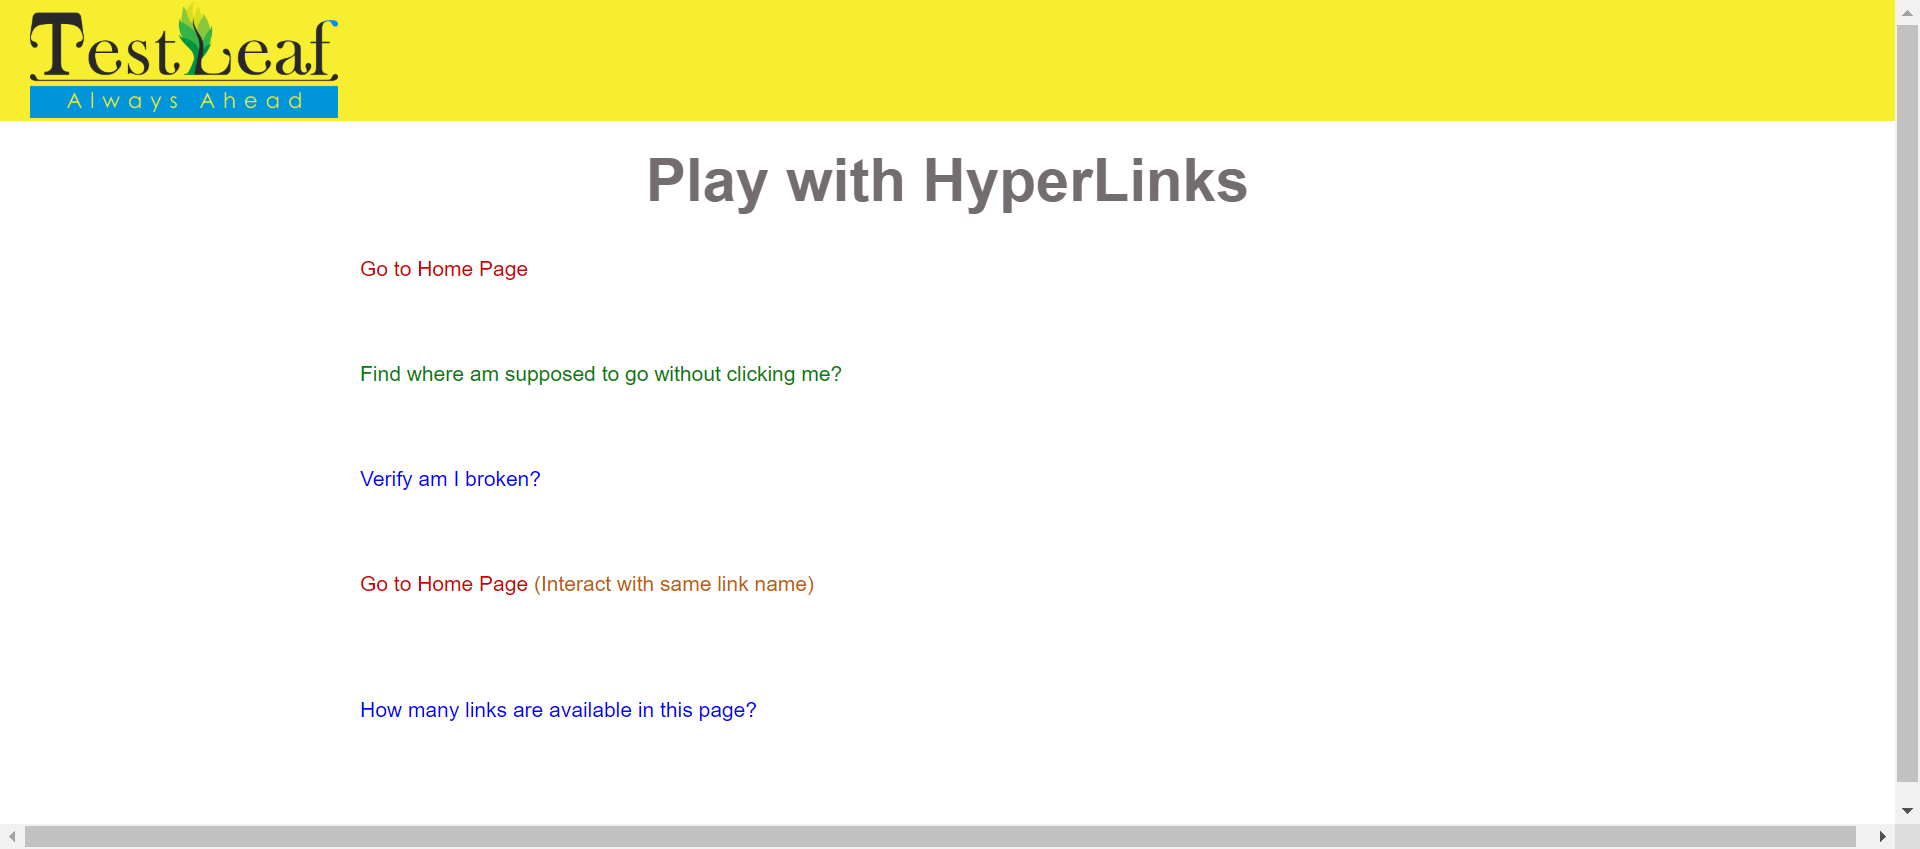 TestLeaf
Always Ahead
Play with HyperLinks
Go to Home Page
Find where am supposed to go without clicking me?
Verify am I broken?
Go to Home Page (Interact with same link name)
How many links are available in this page?